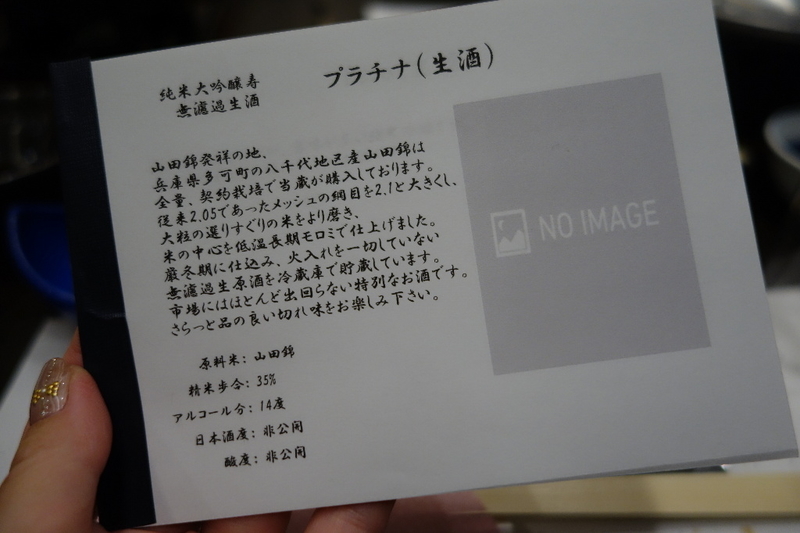 プラチナ(生酒)
純米大吟醸寿
無濾過生酒
山田錦発祥の地、
兵庫県多可町の八千代地区産山田錦は
全量、契約栽培で当蔵が購入しております。
従来2.05であったメッシュの網目を2.1と大きくし、
大粒の選りすぐりの米をより磨き、
米の中心を低温長期モロミで仕上げました。
厳冬期に仕込み、火入れを一切していない
無濾過生原酒を冷蔵庫で貯蔵しています。
市場にはほとんど出回らない特別なお酒です。
さらっと品の良い切れ味をお楽しみ下さい。
原料米：山田錦
精米歩合：35%
アルコール分：14度
日本酒度：非公開
酸度：非公開
NO IMAGE